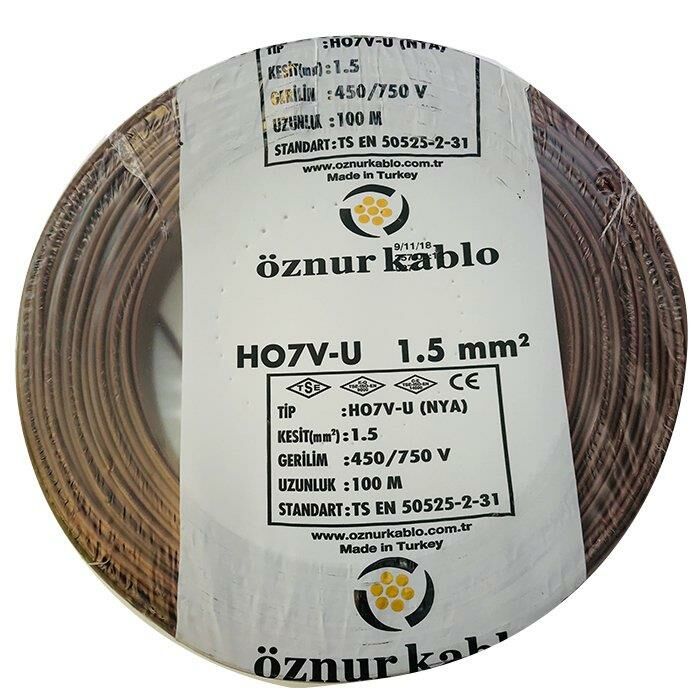 TİP :HO7V-U (NYA)
KESİT(mm²):1.5
GERİLİM :450/750 V
UZUNLUK :100 M
STANDART:TS EN 50525-2-31
www.oznurkablo.com.tr
Made in Turkey
9/11/18
öznur kablo
HO7V-U 1.5 mm²
TSE CE
TİP :HO7V-U (NYA)
KESİT(mm²):1.5
GERİLİM :450/750 V
UZUNLUK :100 M
STANDART:TS EN 50525-2-31
www.oznurkablo.com.tr
Made in Turkey
öznur kablo